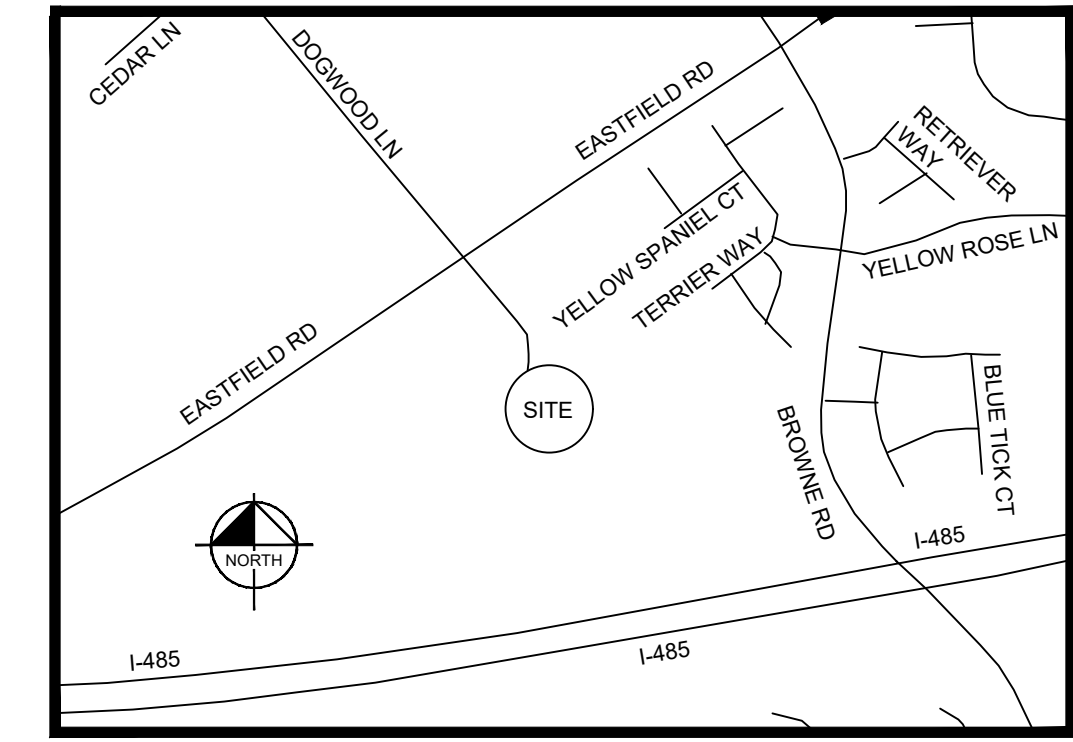 CEDAR LN
DOGWOOD LN
EASTFIELD RD
RETRIEVER
WAY
YELLOW SPANIEL CT
TERRIER WAY
YELLOW ROSE LN
EASTFIELD RD
SITE
BLUE TICK CT
BROWNE RD
NORTH
I-485
I-485
I-485